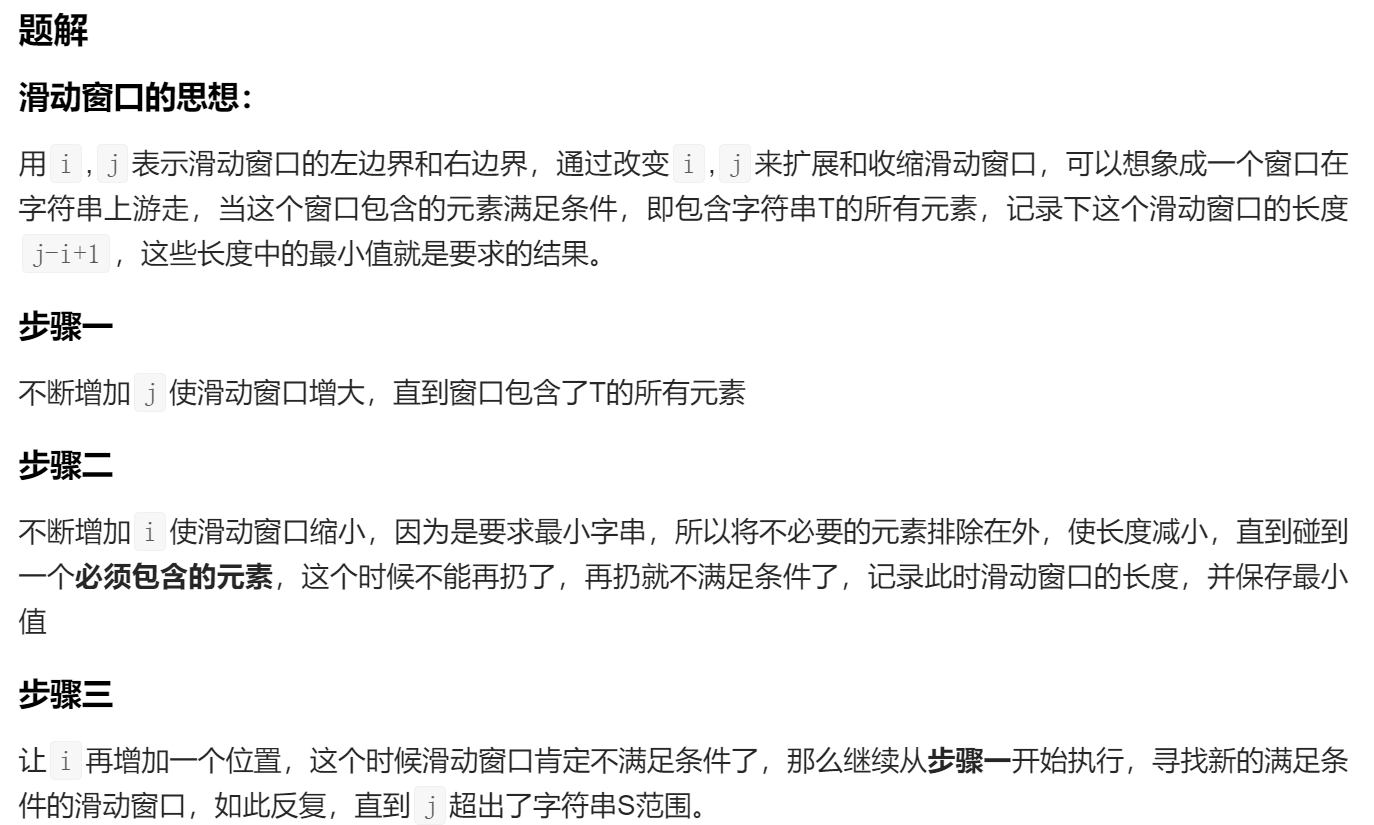 题解
滑动窗口的思想：
用 i , j 表示滑动窗口的左边界和右边界，通过改变 i , j 来扩展和收缩滑动窗口，可以想象成一个窗口在
字符串上游走，当这个窗口包含的元素满足条件，即包含字符串T的所有元素，记录下这个滑动窗口的长度
j-i+1 ，这些长度中的最小值就是要求的结果。
步骤一
不断增加 j 使滑动窗口增大，直到窗口包含了T的所有元素
步骤二
不断增加 i 使滑动窗口缩小，因为是要求最小字串，所以将不必要的元素排除在外，使长度减小，直到碰到
一个必须包含的元素，这个时候不能再扔了，再扔就不满足条件了，记录此时滑动窗口的长度，并保存最小
值
步骤三
让 i 再增加一个位置，这个时候滑动窗口肯定不满足条件了，那么继续从步骤一开始执行，寻找新的满足条
件的滑动窗口，如此反复，直到 j 超出了字符串S范围。